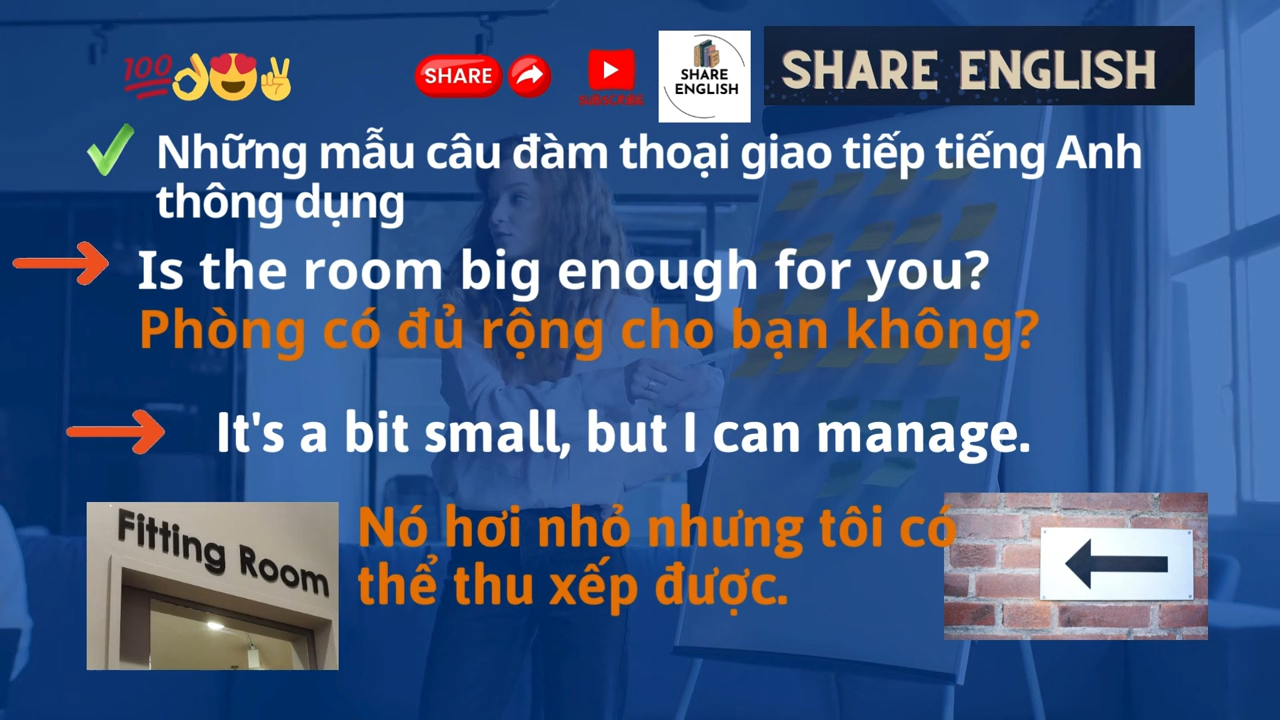 100
SHARE
SUBSCRIBE
SHARE
ENGLISH
SHARE ENGLISH
Những mẫu câu đàm thoại giao tiếp tiếng Anh
thông dụng
Is the room big enough for you?
Phòng có đủ rộng cho bạn không?
It's a bit small, but I can manage.
Nó hơi nhỏ nhưng tôi có
thể thu xếp được.
Fitting Room